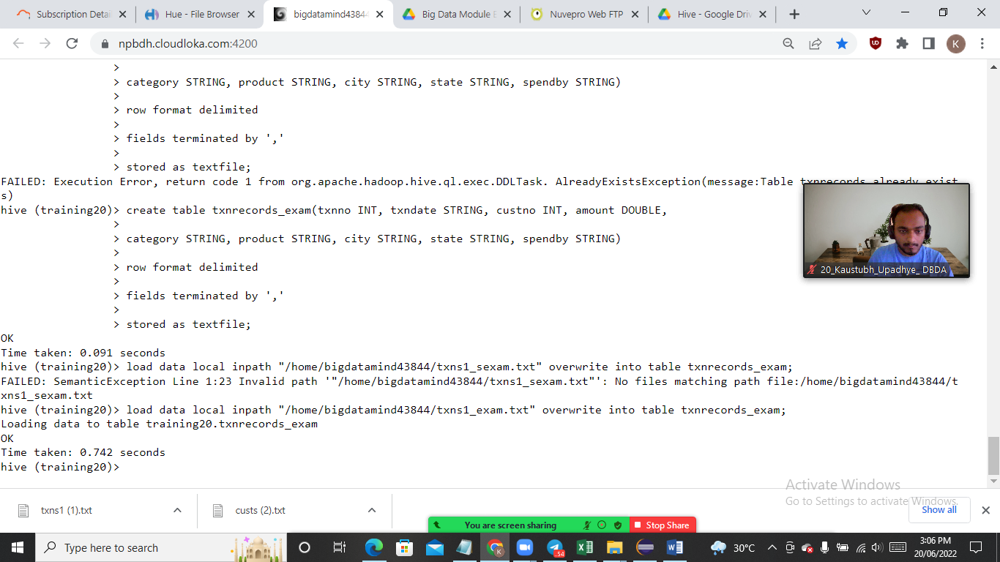 Subscription Detai
Hue - File Browser
bigdatamind4384
Big Data Module E
Nuvepro Web FTP
Hive - Google Driv
npbdh.cloudloka.com:4200
K
>
> category STRING, product STRING, city STRING, state STRING, spendby STRING)
>
> row format delimited
>
> fields terminated by ','
>
> stored as textfile;
FAILED: Execution Error, return code 1 from org.apache.hadoop.hive.ql.exec.DDLTask. AlreadyExistsException(message:Table txnrecords already exist
s)
hive (training20)> create table txnrecords_exam(txnno INT, txndate STRING, custno INT, amount DOUBLE,
>
> category STRING, product STRING, city STRING, state STRING, spendby STRING)
>
> row format delimited
>
> fields terminated by ','
>
> stored as textfile;
OK
Time taken: 0.091 seconds
hive (training20)> load data local inpath "/home/bigdatamind43844/txns1_sexam.txt" overwrite into table txnrecords_exam;
FAILED: SemanticException Line 1:23 Invalid path '"/home/bigdatamind43844/txns1_sexam.txt"': No files matching path file:/home/bigdatamind43844/t
xns1_sexam.txt
hive (training20)> load data local inpath "/home/bigdatamind43844/txns1_exam.txt" overwrite into table txnrecords_exam;
Loading data to table training20.txnrecords_exam
OK
Time taken: 0.742 seconds
hive (training20)>
20_Kaustubh_Upadhye_ DBDA
Activate Windows
Go to Settings to activate Windows.
txns1 (1).txt
custs (2).txt
Show all
You are screen sharing
Stop Share
Type here to search
54
30°C
3:06 PM
20/06/2022